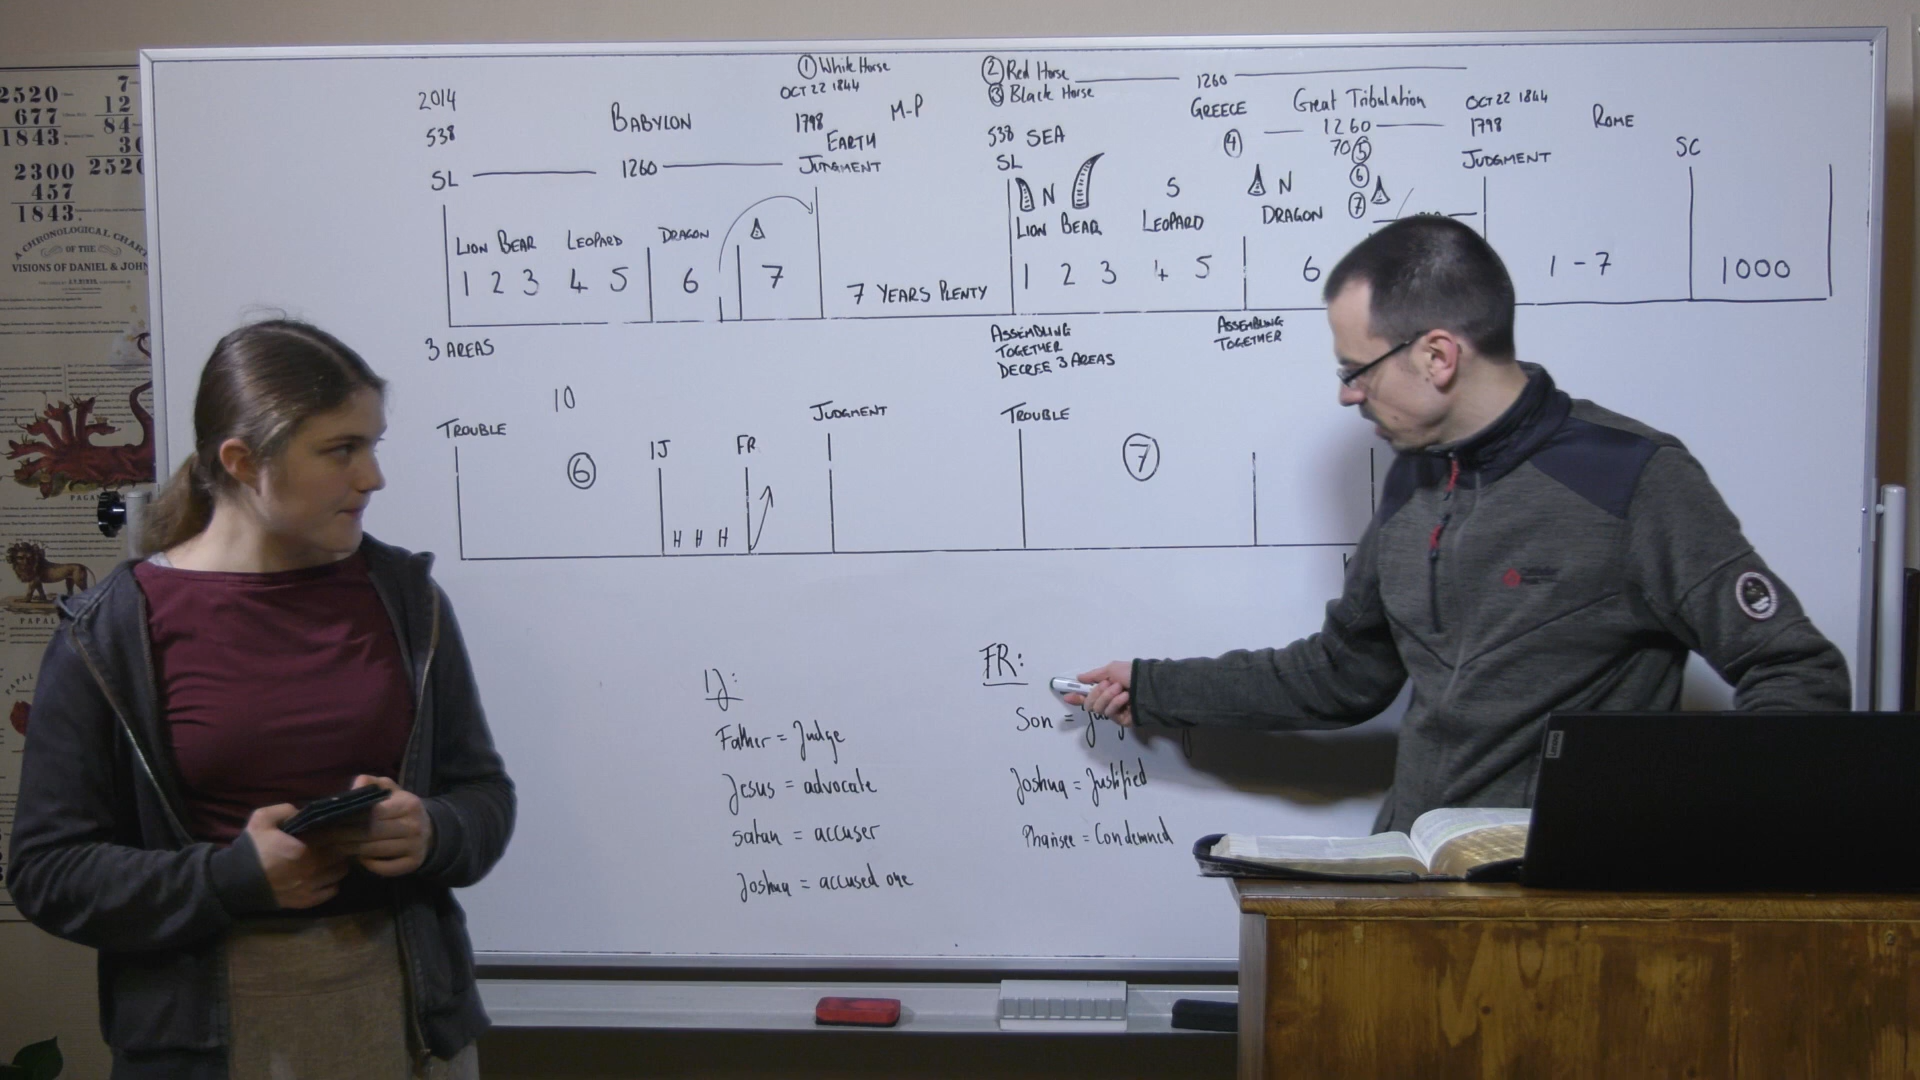 2520
677
1843.
7
12
84
2300
457
1843.
A CHRONOLOGICAL CHART
OF THE
VISIONS OF DANIEL & JOHN
PAGAN
PAPAL
① White Horse
OCT 22 1844
② Red Horse
③ Black Horse
1260
2014
538
BABYLON
1798
EARTH
M-P
538 SEA
GREECE
④
Great Tribulation
1260
70 ⑤
⑥
⑦
OCT 22 1844
1798
ROME
SL
1260
JUDGMENT
SL
JUDGMENT
SC
N
S
N
LION BEAR
LEOPARD
DRAGON
LION BEAR
LEOPARD
DRAGON
1 2 3 4 5 6 7
7 YEARS PLENTY
1 2 3 4 5 6
1 - 7
1000
3 AREAS
ASSEMBLING
TOGETHER
DECREE 3 AREAS
ASSEMBLING
TOGETHER
10
TROUBLE
⑥
IJ
FR
JUDGMENT
TROUBLE
⑦
H H H
IJ:
Father = Judge
Jesus = advocate
satan = accuser
Joshua = accused one
FR:
Son =
Joshua = Justified
Pharisee = Condemned
Lenovo